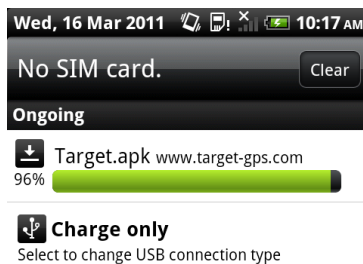 Wed, 16 Mar 2011 10:17 AM
No SIM card. Clear
Ongoing
Target.apk www.target-gps.com
96%
Charge only
Select to change USB connection type